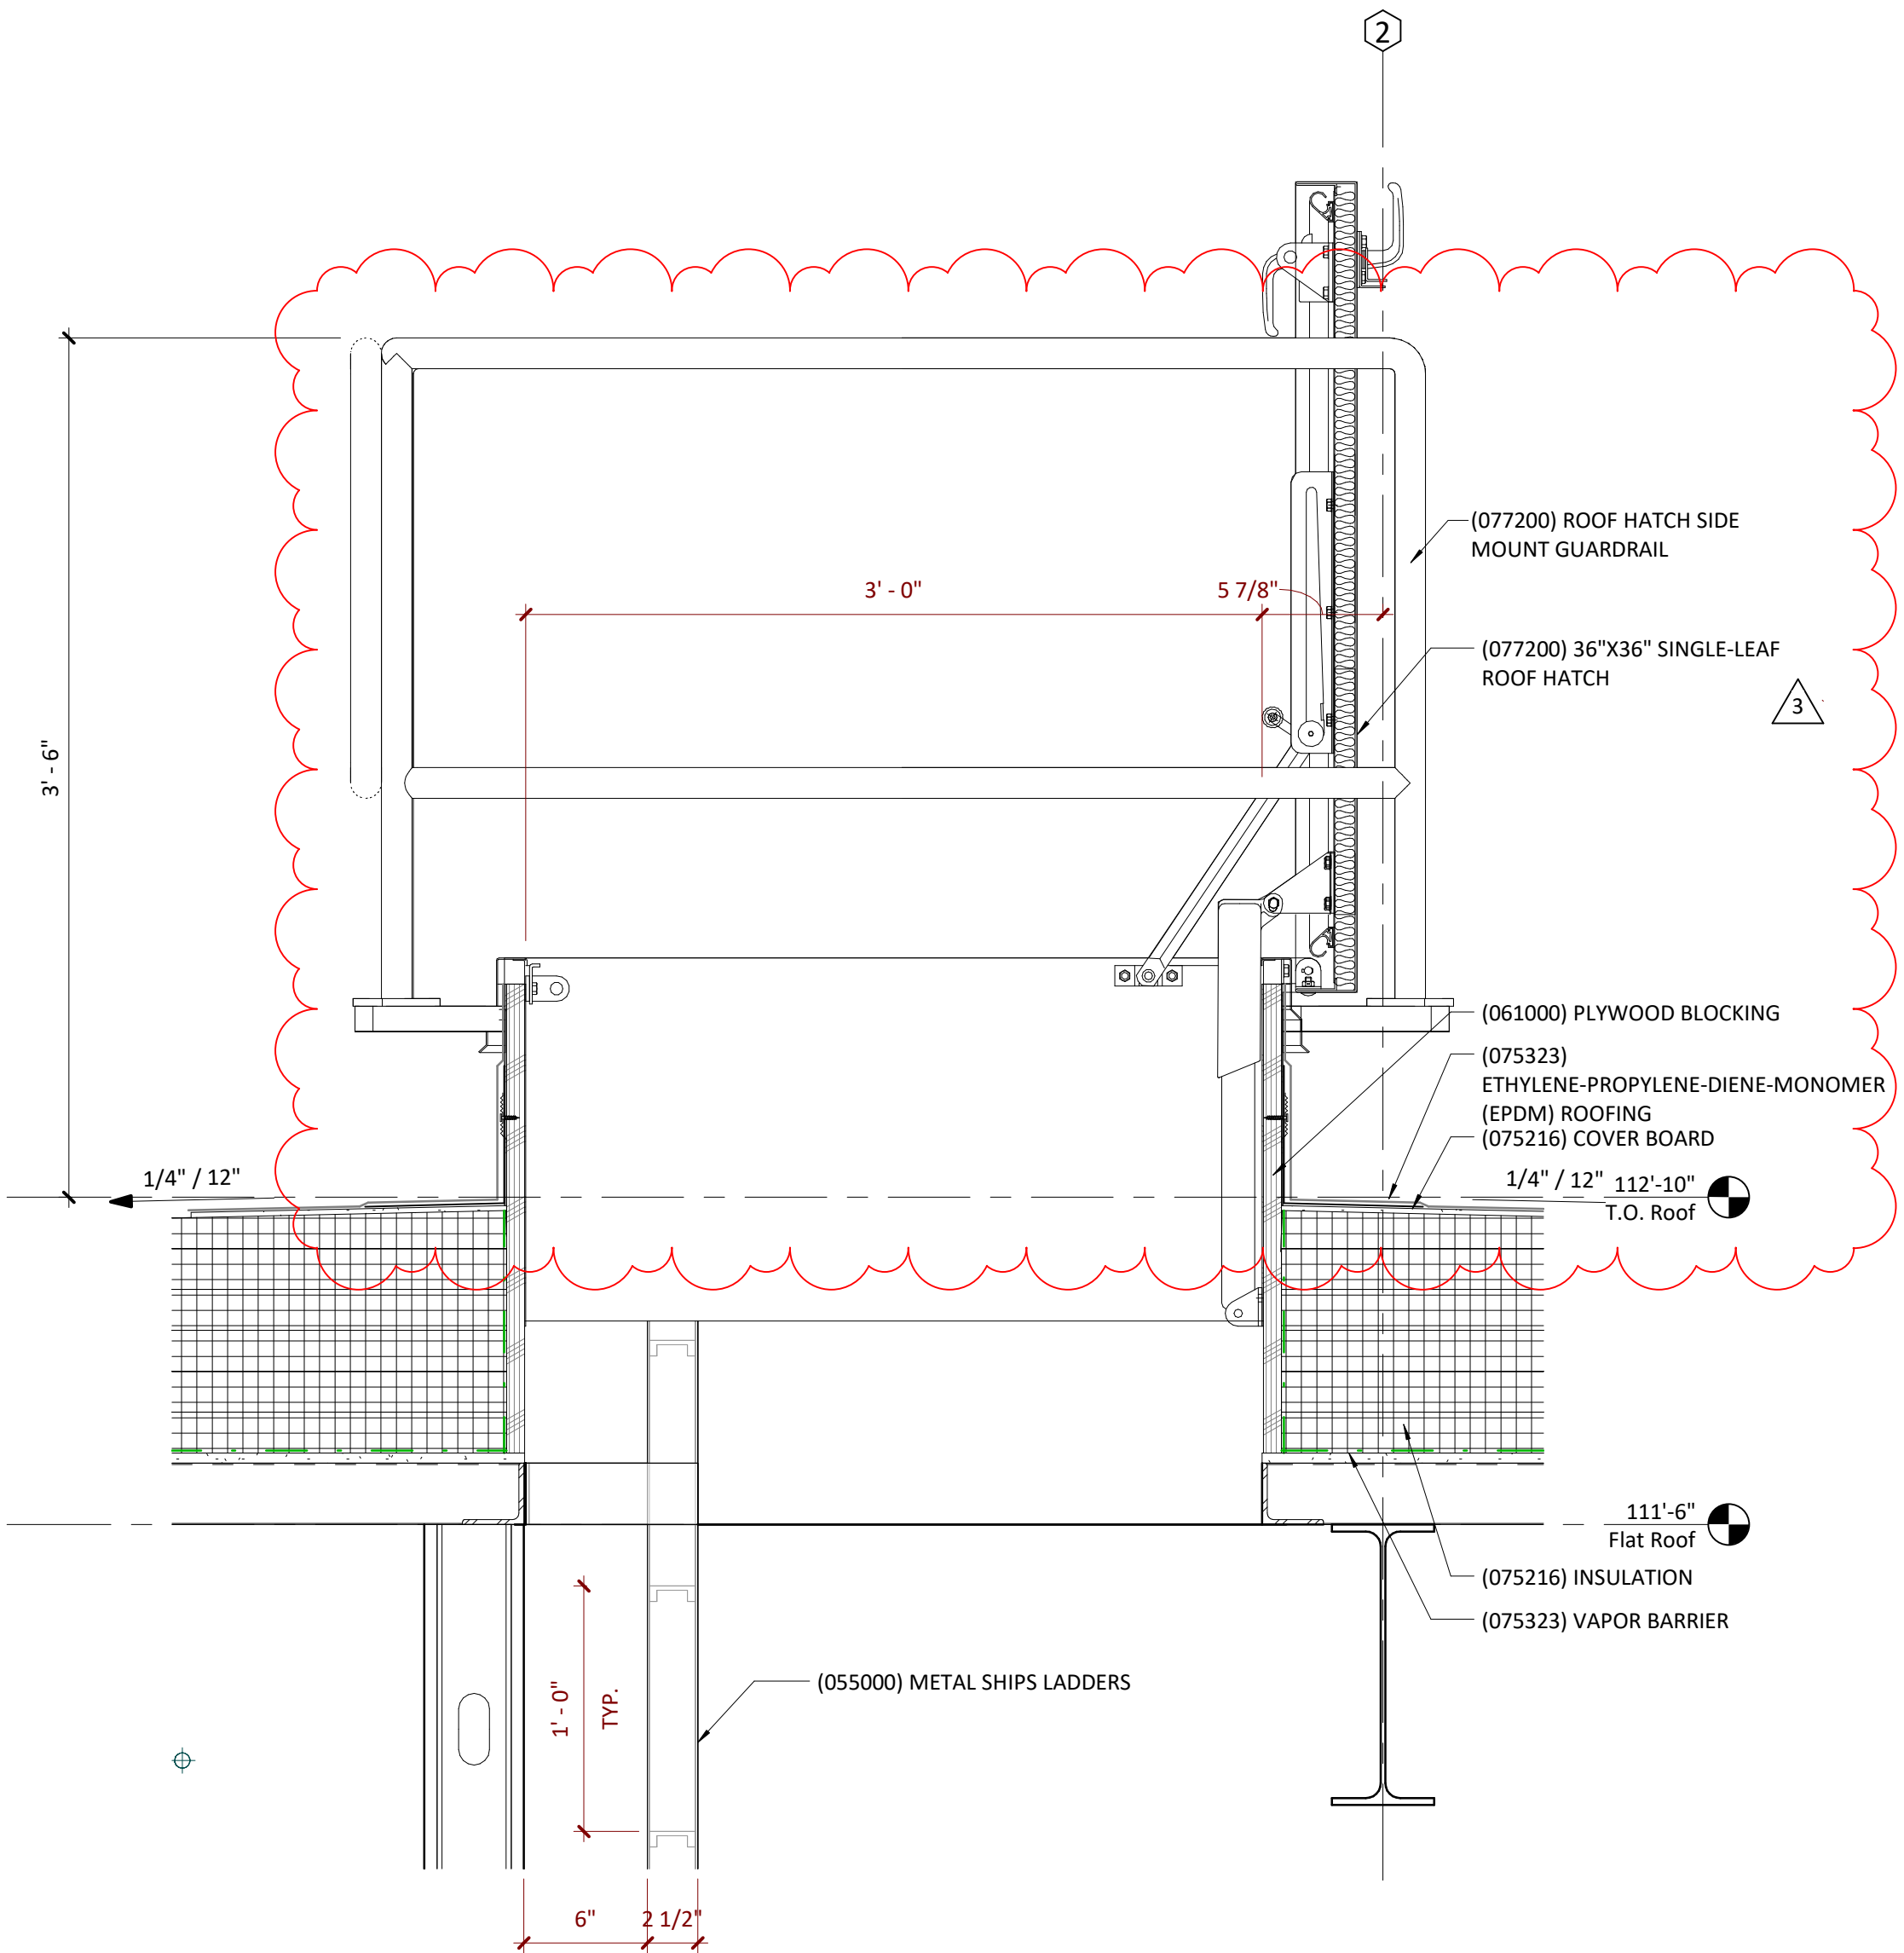 2
(077200) ROOF HATCH SIDE
MOUNT GUARDRAIL
3' - 0"
5 7/8"
(077200) 36"X36" SINGLE-LEAF
ROOF HATCH
3
3' - 6"
(061000) PLYWOOD BLOCKING
(075323)
ETHYLENE-PROPYLENE-DIENE-MONOMER
(EPDM) ROOFING
(075216) COVER BOARD
1/4" / 12"
1/4" / 12"
112'-10"
T.O. Roof
111'-6"
Flat Roof
(075216) INSULATION
(075323) VAPOR BARRIER
(055000) METAL SHIPS LADDERS
1' - 0"
TYP.
6"
2 1/2"